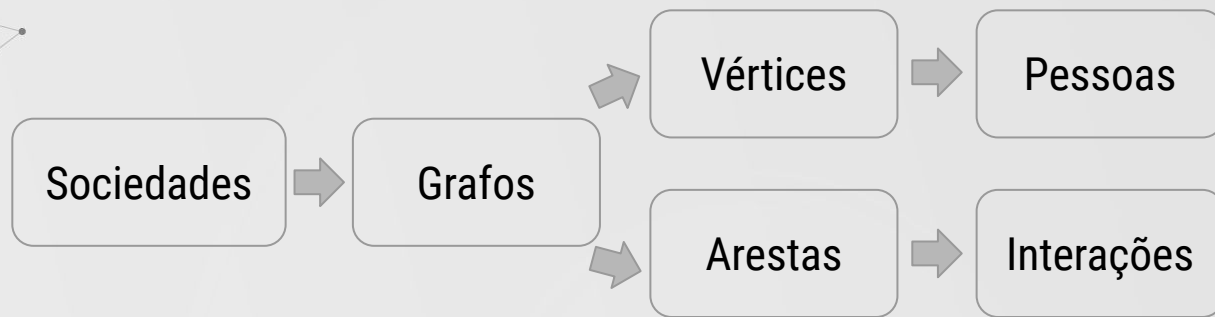 Sociedades
Grafos
Vértices
Pessoas
Arestas
Interações